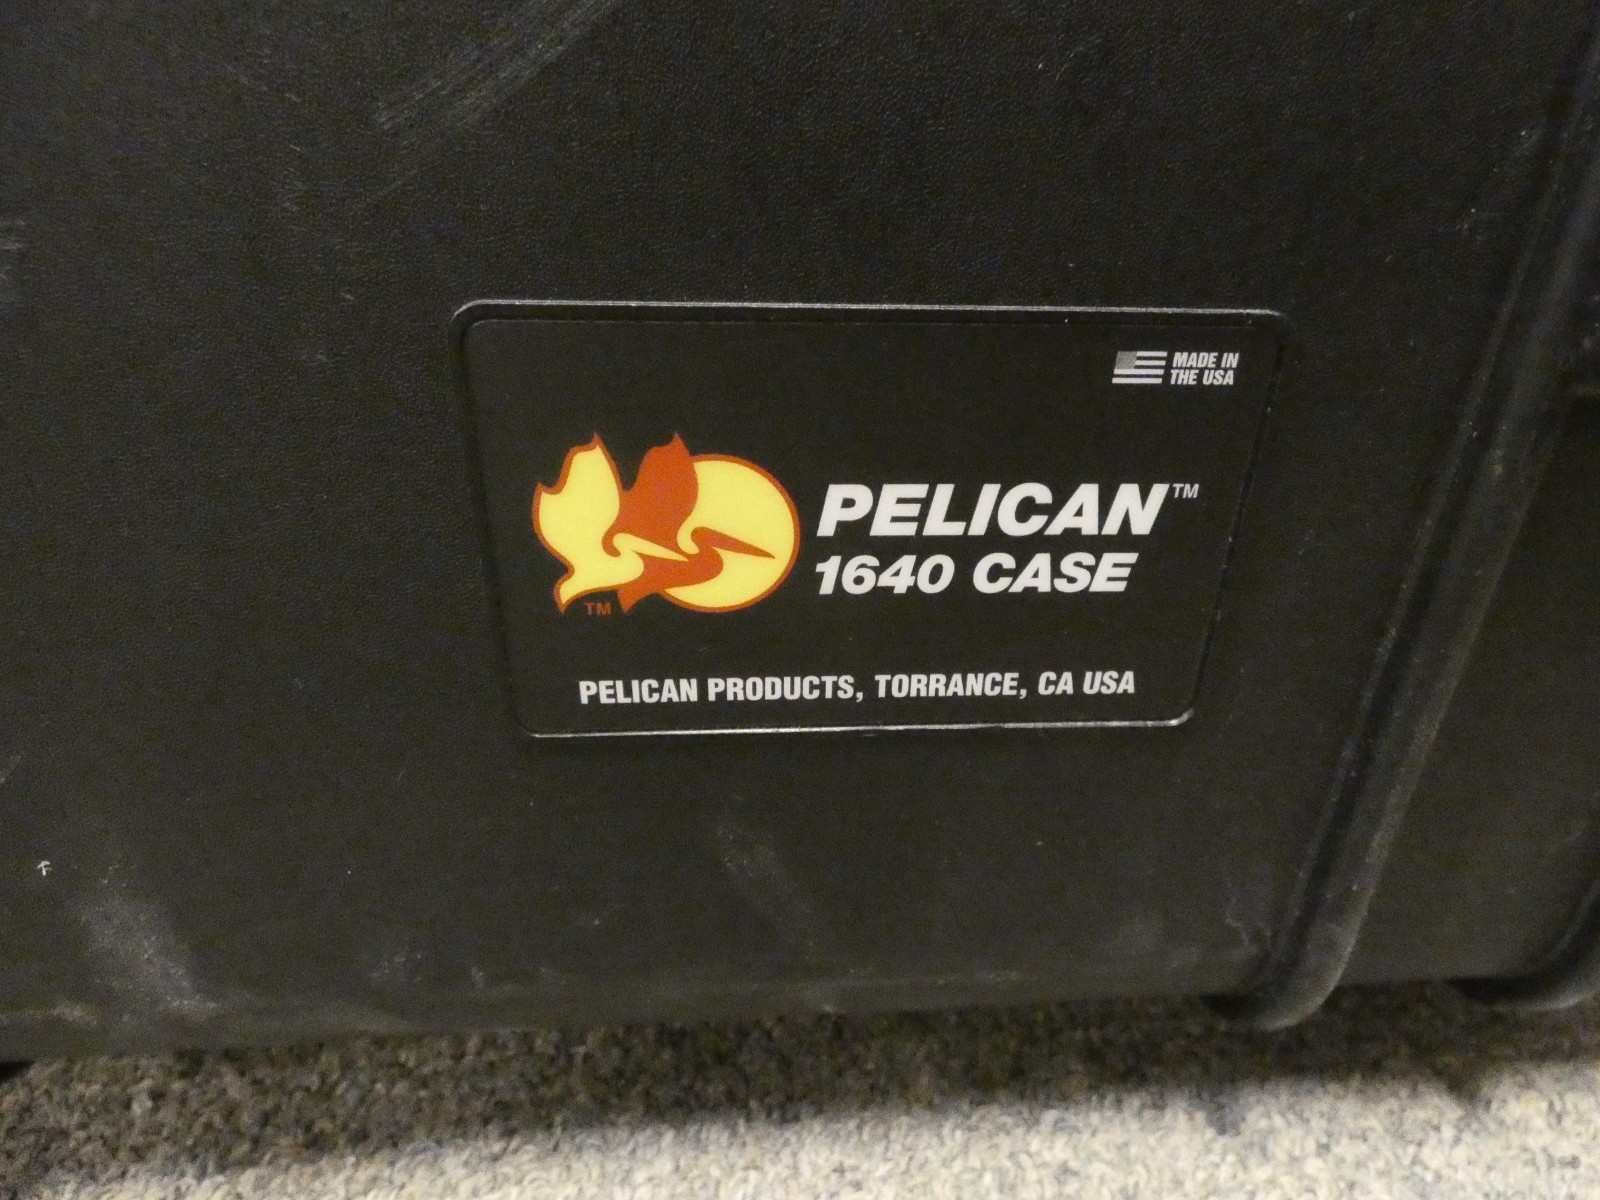 MADE IN
THE USA
PELICAN™
1640 CASE
TM
PELICAN PRODUCTS, TORRANCE, CA USA